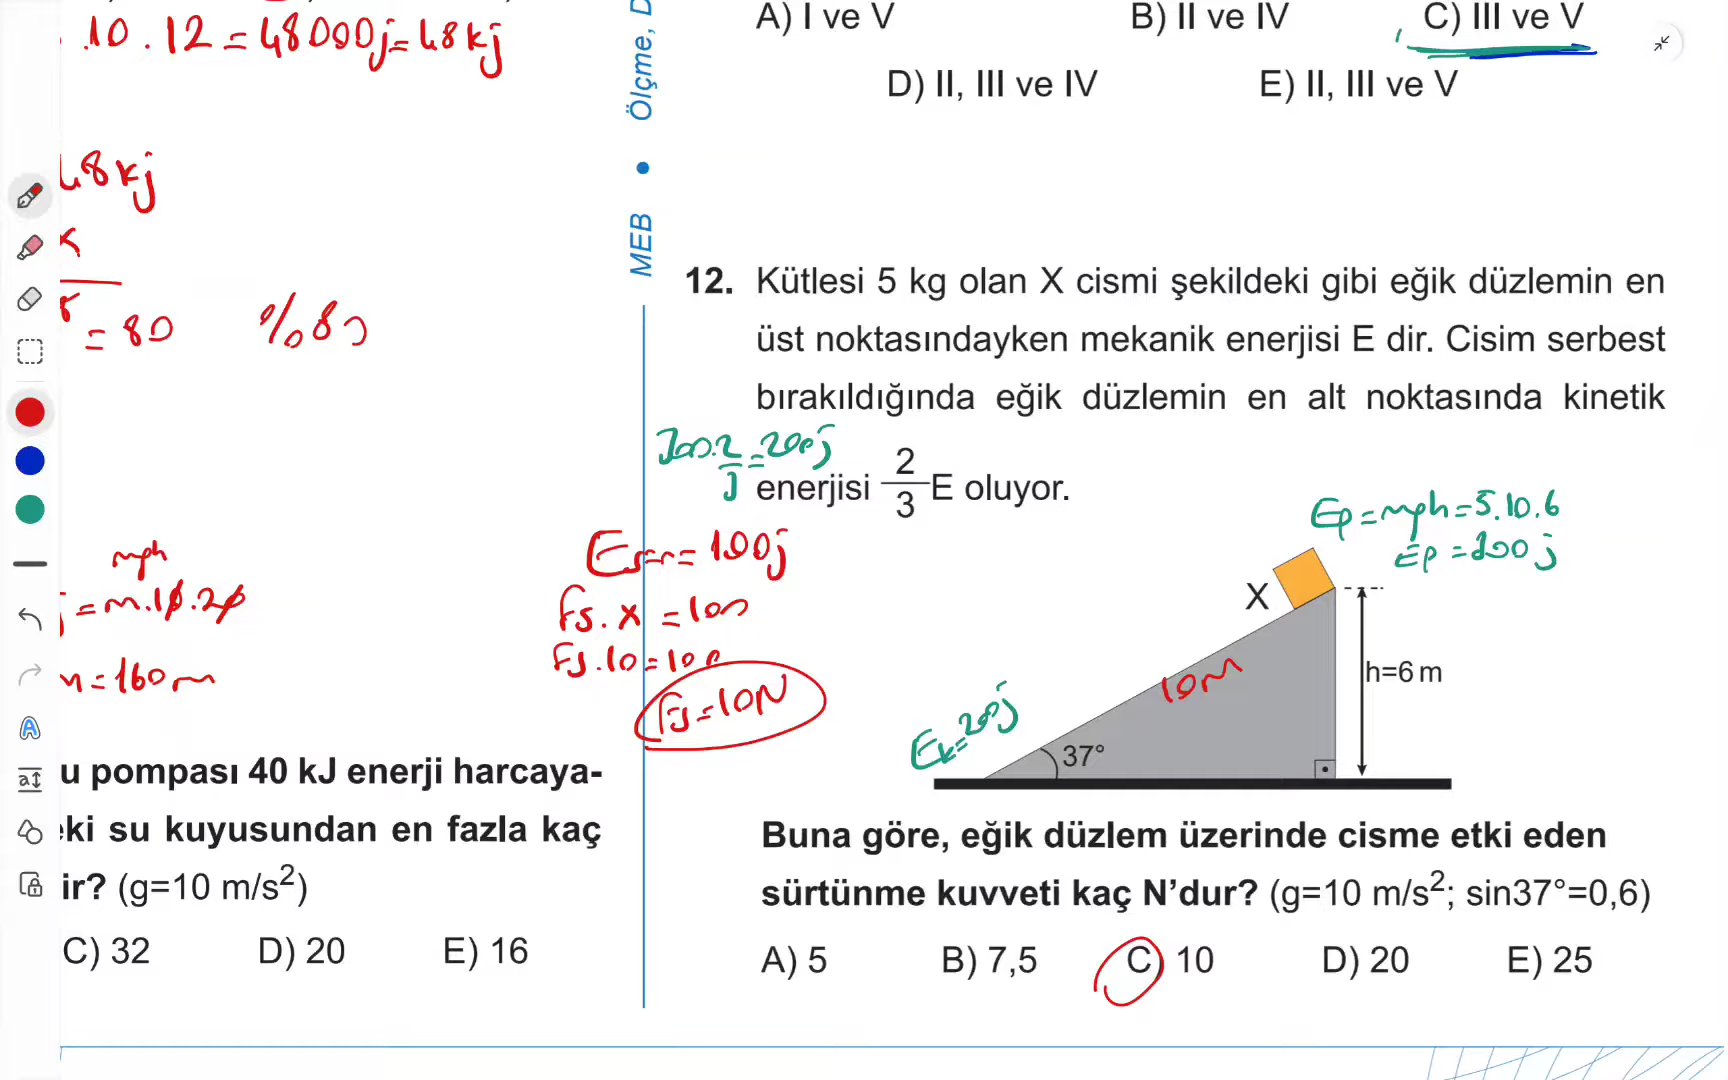 .10.12=48000j=48kj
48kj
x
=80 %80
mgh
=m.10.20
m=160m
u pompası 40 kJ enerji harcaya-
ki su kuyusundan en fazla kaç
ir? (g=10 m/s²)
C) 32 D) 20 E) 16
MEB • Ölçme, D
A) I ve V B) II ve IV C) III ve V
D) II, III ve IV E) II, III ve V
12. Kütlesi 5 kg olan X cismi şekildeki gibi eğik düzlemin en
üst noktasındayken mekanik enerjisi E dir. Cisim serbest
bırakıldığında eğik düzlemin en alt noktasında kinetik
enerjisi 2/3 E oluyor.
300.2/3=200j
Ep=mgh=5.10.6
Ep=300j
Esür=100j
Fs.x=100
Fs.10=100
Fs=10N
X
10m
h=6 m
Ek=200j
37°
Buna göre, eğik düzlem üzerinde cisme etki eden
sürtünme kuvveti kaç N’dur? (g=10 m/s²; sin37°=0,6)
A) 5 B) 7,5 C) 10 D) 20 E) 25